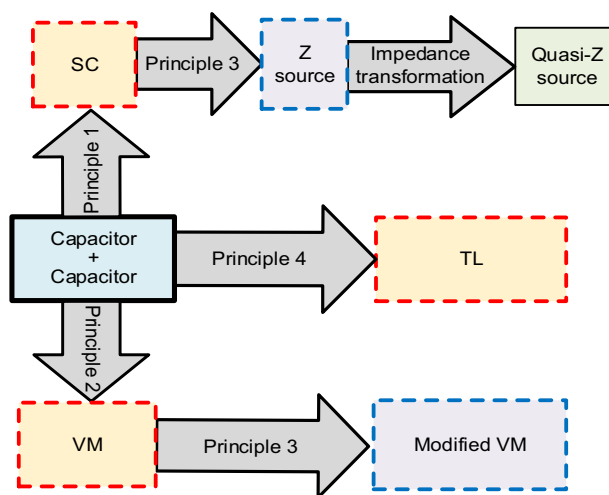 SC
Principle 3
Z
source
Impedance
transformation
Quasi-Z
source
Principle 1
Capacitor
+
Capacitor
Principle 4
TL
Principle 2
VM
Principle 3
Modified VM